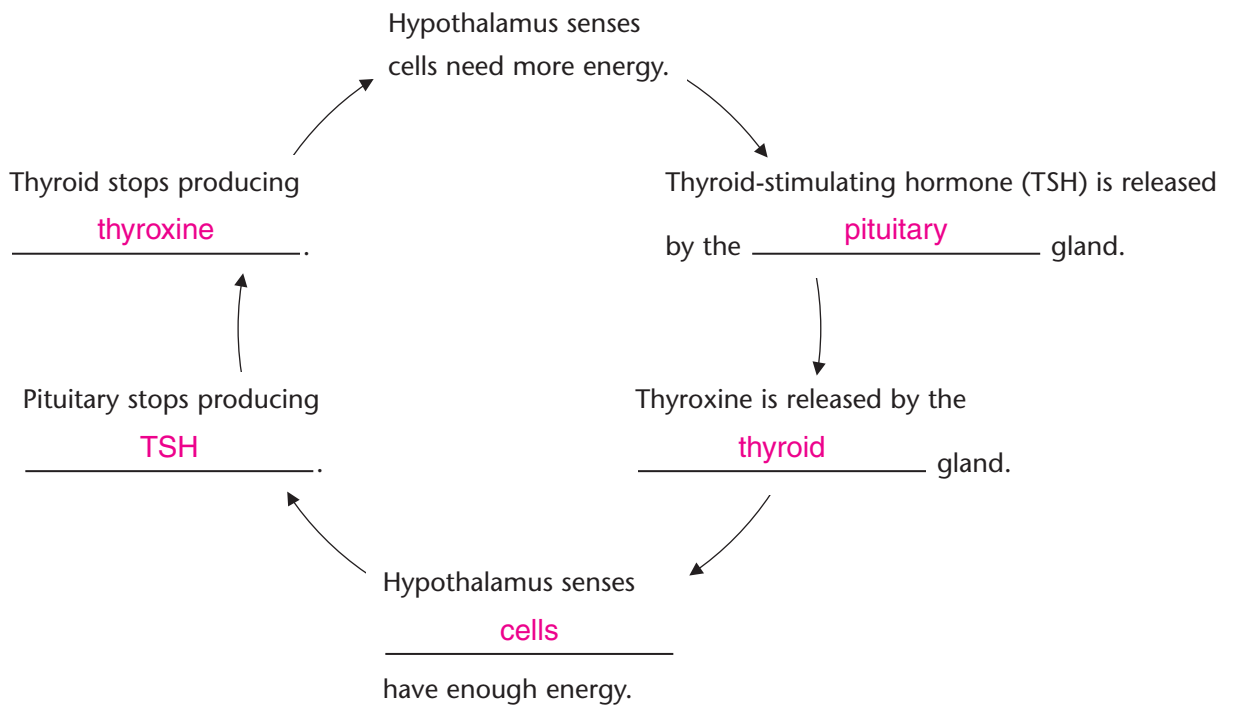 Hypothalamus senses
cells need more energy.
Thyroid-stimulating hormone (TSH) is released
by the pituitary gland.
Thyroxine is released by the
thyroid gland.
Hypothalamus senses
cells
have enough energy.
Pituitary stops producing
TSH.
Thyroid stops producing
thyroxine.